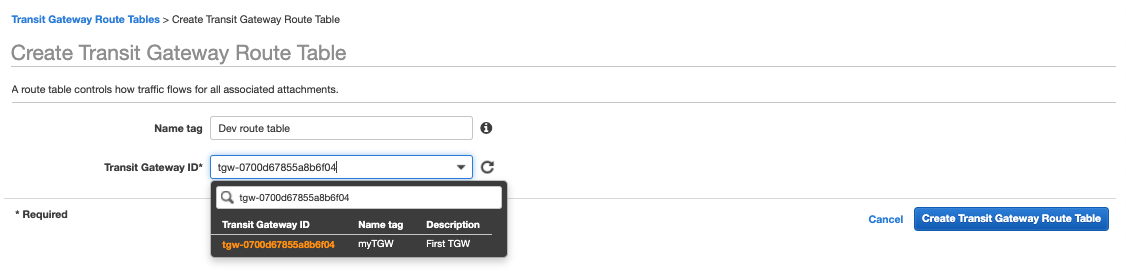 Transit Gateway Route Tables > Create Transit Gateway Route Table
Create Transit Gateway Route Table
A route table controls how traffic flows for all associated attachments.
Name tag Dev route table
Transit Gateway ID* tgw-0700d67855a8b6f04
tgw-0700d67855a8b6f04
Transit Gateway ID Name tag Description
tgw-0700d67855a8b6f04 myTGW First TGW
* Required
Cancel Create Transit Gateway Route Table